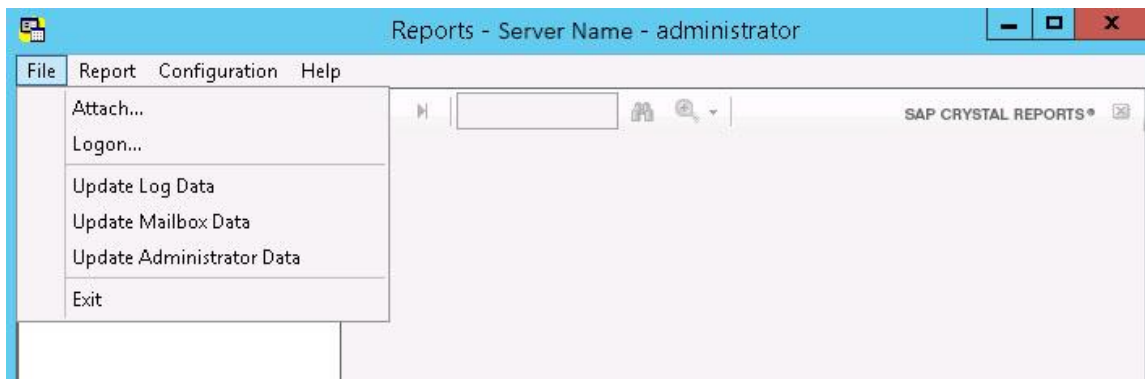 Reports - Server Name - administrator
File Report Configuration Help
Attach...
SAP CRYSTAL REPORTS®
Logon...
Update Log Data
Update Mailbox Data
Update Administrator Data
Exit